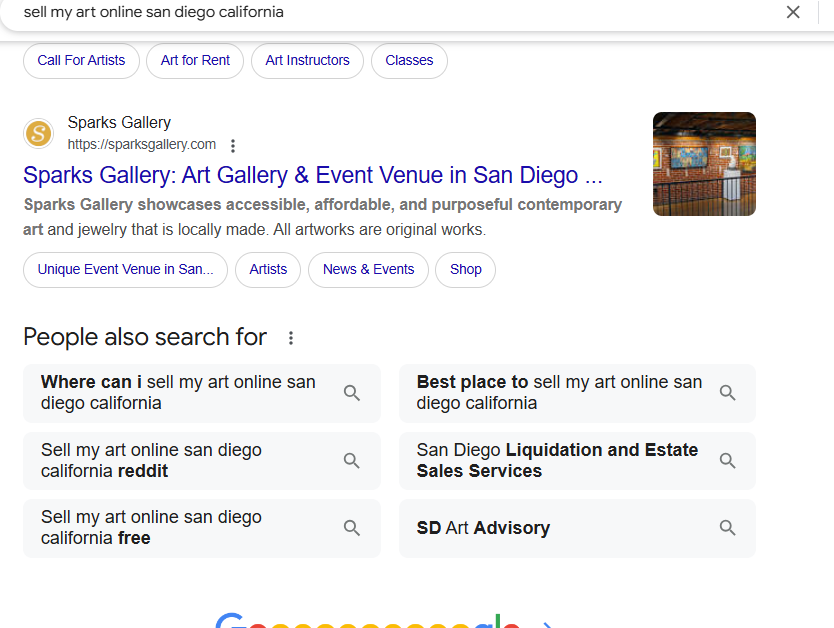 sell my art online san diego california
Call For Artists
Art for Rent
Art Instructors
Classes
S
Sparks Gallery
https://sparksgallery.com
Sparks Gallery: Art Gallery & Event Venue in San Diego ...
Sparks Gallery showcases accessible, affordable, and purposeful contemporary
art and jewelry that is locally made. All artworks are original works.
Unique Event Venue in San...
Artists
News & Events
Shop
People also search for
Where can i sell my art online san
diego california
Best place to sell my art online san
diego california
Sell my art online san diego
california reddit
San Diego Liquidation and Estate
Sales Services
Sell my art online san diego
california free
SD Art Advisory
Goooooooooogle